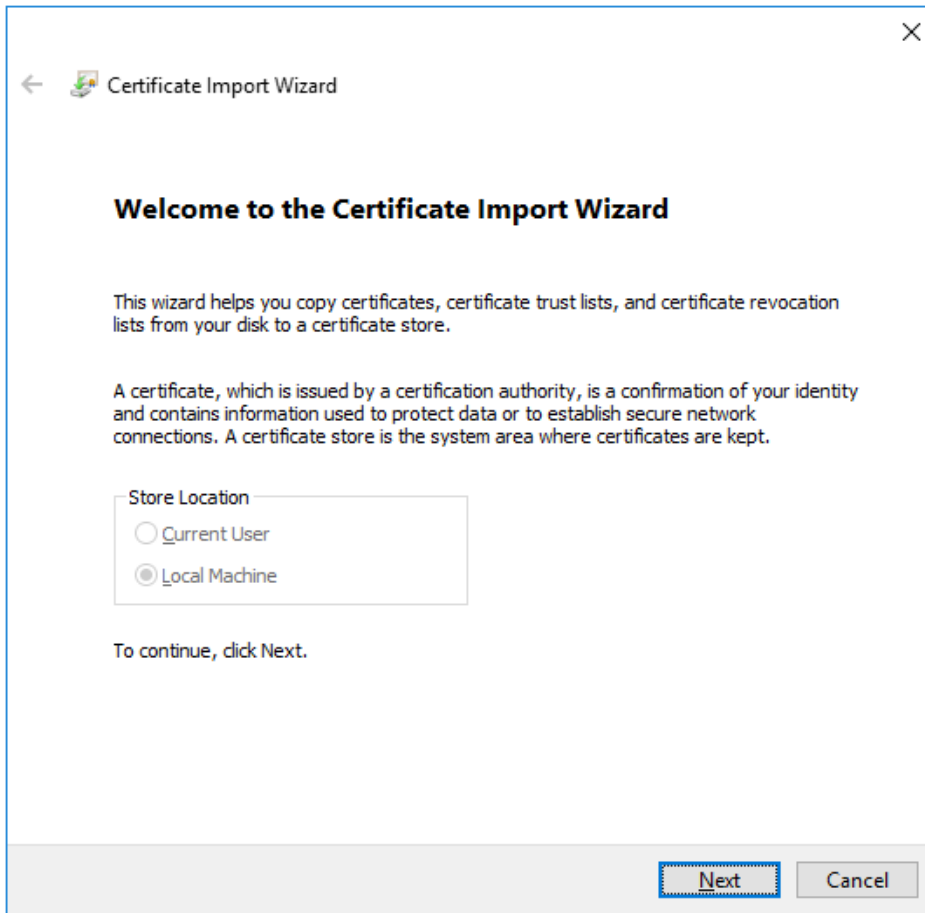 Certificate Import Wizard
Welcome to the Certificate Import Wizard
This wizard helps you copy certificates, certificate trust lists, and certificate revocation
lists from your disk to a certificate store.
A certificate, which is issued by a certification authority, is a confirmation of your identity
and contains information used to protect data or to establish secure network
connections. A certificate store is the system area where certificates are kept.
Store Location
Current User
Local Machine
To continue, click Next.
Next
Cancel